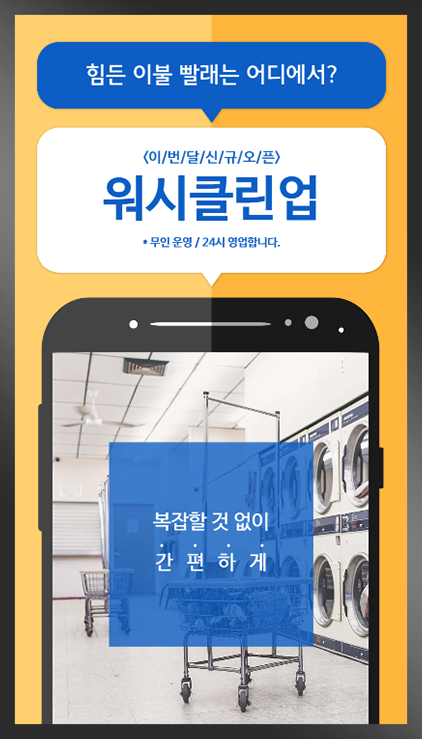 힘든 이불 빨래는 어디에서?
<이/번/달/신/규/오/픈>
워시클린업
* 무인 운영 / 24시 영업합니다.
복잡할 것 없이
간편하게